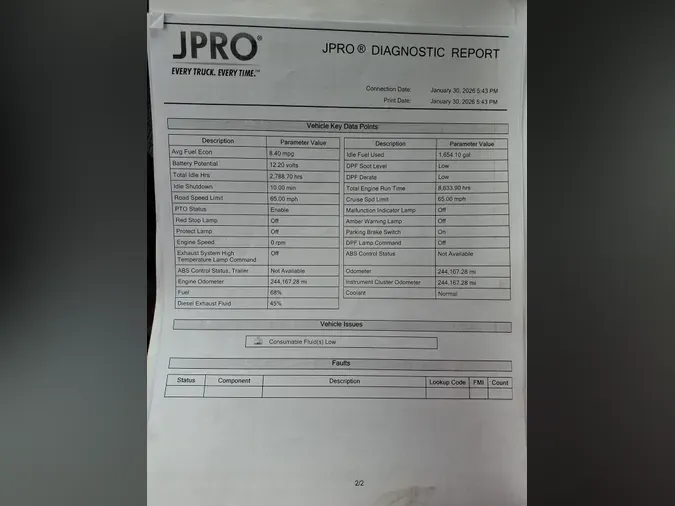 JPRO®
EVERY TRUCK. EVERY TIME.℠
JPRO® DIAGNOSTIC REPORT
Connection Date: January 30, 2026 5:43 PM
Print Date: January 30, 2026 5:43 PM
Vehicle Key Data Points
Description Parameter Value
Avg Fuel Econ 8.40 mpg
Battery Potential 12.20 volts
Total Idle Hrs 2,788.70 hrs
Idle Shutdown 10.00 min
Road Speed Limit 65.00 mph
PTO Status Enable
Red Stop Lamp Off
Protect Lamp Off
Engine Speed 0 rpm
Exhaust System High Temperature Lamp Command Off
ABS Control Status, Trailer Not Available
Engine Odometer 244,167.28 mi
Fuel 68%
Diesel Exhaust Fluid 45%
Description Parameter Value
Idle Fuel Used 1,654.10 gal
DPF Soot Level Low
DPF Derate Low
Total Engine Run Time 8,633.90 hrs
Cruise Spd Limit 65.00 mph
Malfunction Indicator Lamp Off
Amber Warning Lamp Off
Parking Brake Switch On
DPF Lamp Command Off
ABS Control Status Not Available
Odometer 244,167.28 mi
Instrument Cluster Odometer 244,167.28 mi
Coolant Normal
Vehicle Issues
Consumable Fluid(s) Low
Faults
Status Component Description Lookup Code FMI Count
2/2